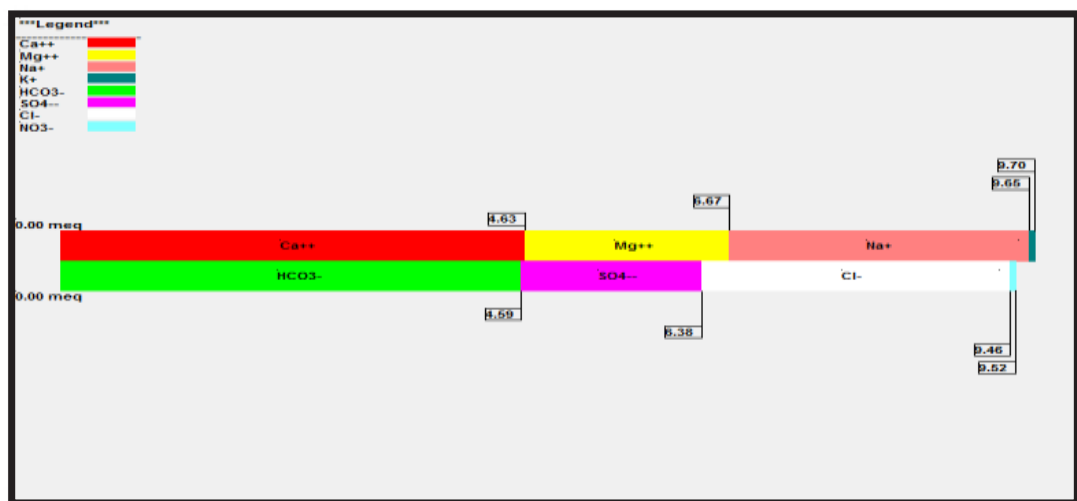 ***Legend***
Ca++
Mg++
Na+
K+
HCO3-
SO4--
Cl-
NO3-
9.70
9.65
4.63
6.67
0.00 meq
Ca++ Mg++ Na+
HCO3- SO4-- Cl-
0.00 meq
4.59
6.38
9.46
9.52